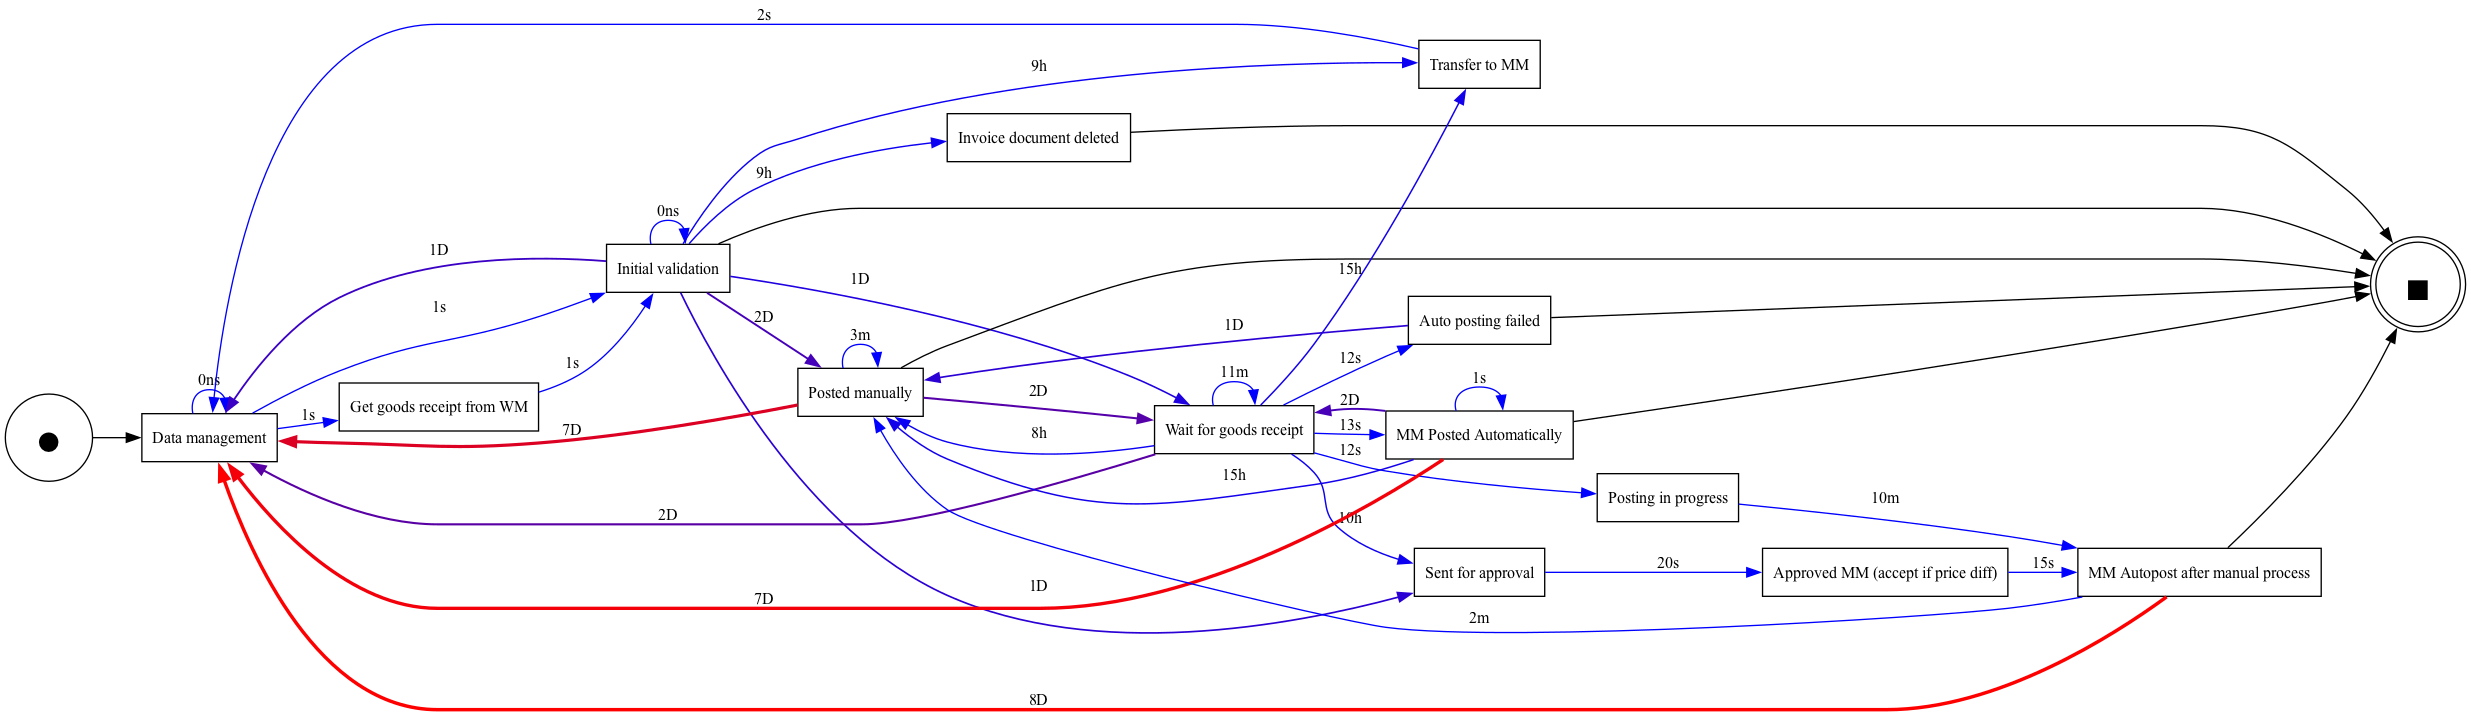 2s
Transfer to MM
9h
Invoice document deleted
9h
0ns
Initial validation
1D
1D
15h
1s
2D
Auto posting failed
1D
3m
12s
1s
Posted manually
11m
1s
0ns
Get goods receipt from WM
2D
2D
1s
Data management
Wait for goods receipt
13s
MM Posted Automatically
7D
8h
12s
15h
Posting in progress
10m
2D
10h
Sent for approval
20s
Approved MM (accept if price diff)
15s
MM Autopost after manual process
7D
1D
2m
8D